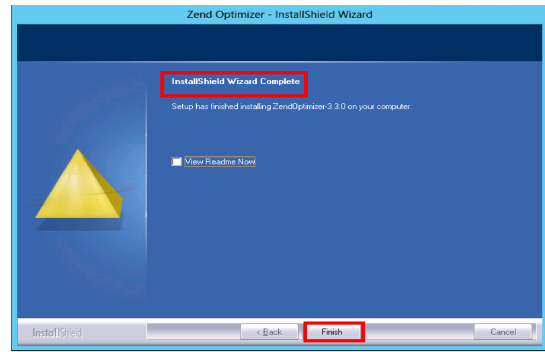 Zend Optimizer - InstallShield Wizard
InstallShield Wizard Complete
Setup has finished installing ZendOptimizer-3.3.0 on your computer.
View Readme Now
InstallShield
< Back
Finish
Cancel